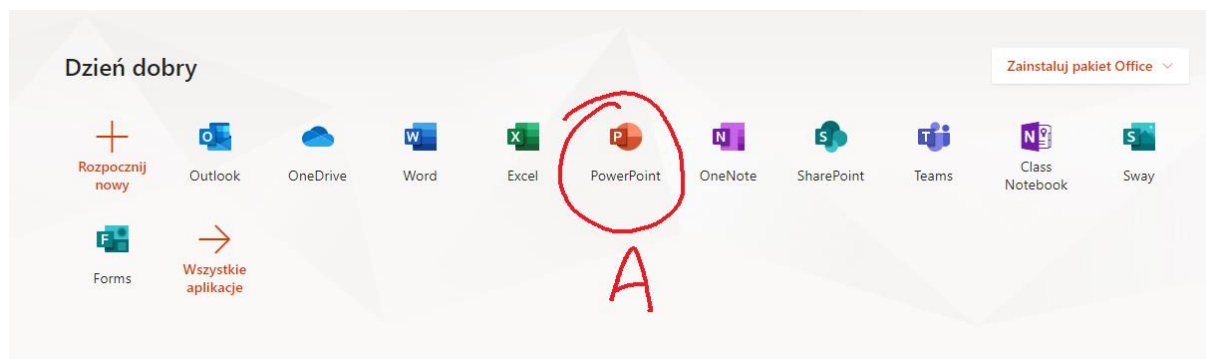 Dzień dobry
Zainstaluj pakiet Office
Rozpocznij
nowy
Outlook
OneDrive
Word
Excel
PowerPoint
OneNote
SharePoint
Teams
Class
Notebook
Sway
Forms
Wszystkie
aplikacje
A